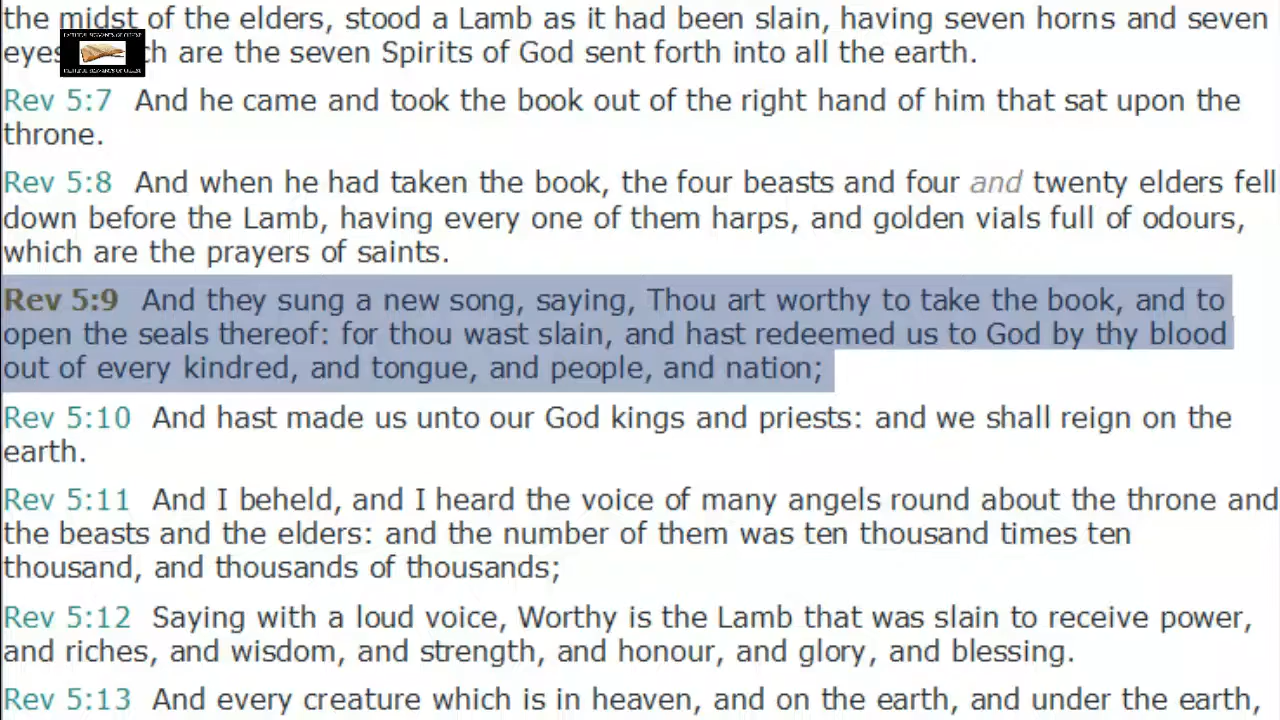 the midst of the elders, stood a Lamb as it had been slain, having seven horns and seven
eyes ch are the seven Spirits of God sent forth into all the earth.
Rev 5:7 And he came and took the book out of the right hand of him that sat upon the
throne.
Rev 5:8 And when he had taken the book, the four beasts and four and twenty elders fell
down before the Lamb, having every one of them harps, and golden vials full of odours,
which are the prayers of saints.
Rev 5:9 And they sung a new song, saying, Thou art worthy to take the book, and to
open the seals thereof: for thou wast slain, and hast redeemed us to God by thy blood
out of every kindred, and tongue, and people, and nation;
Rev 5:10 And hast made us unto our God kings and priests: and we shall reign on the
earth.
Rev 5:11 And I beheld, and I heard the voice of many angels round about the throne and
the beasts and the elders: and the number of them was ten thousand times ten
thousand, and thousands of thousands;
Rev 5:12 Saying with a loud voice, Worthy is the Lamb that was slain to receive power,
and riches, and wisdom, and strength, and honour, and glory, and blessing.
Rev 5:13 And every creature which is in heaven, and on the earth, and under the earth,